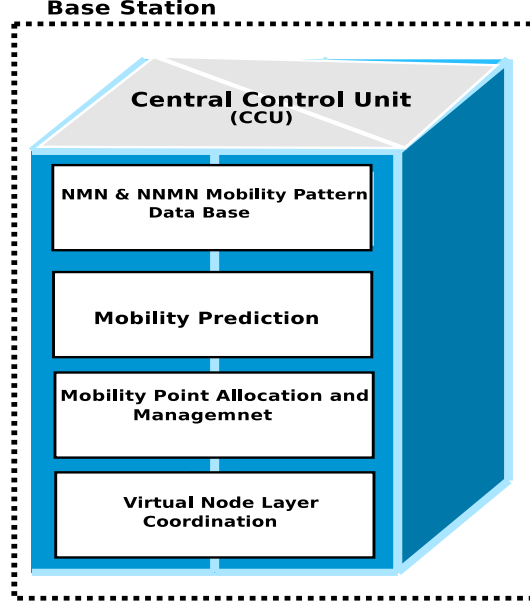 Base Station
Central Control Unit
(CCU)
NMN & NNMN Mobility Pattern
Data Base
Mobility Prediction
Mobility Point Allocation and
Managemnet
Virtual Node Layer
Coordination